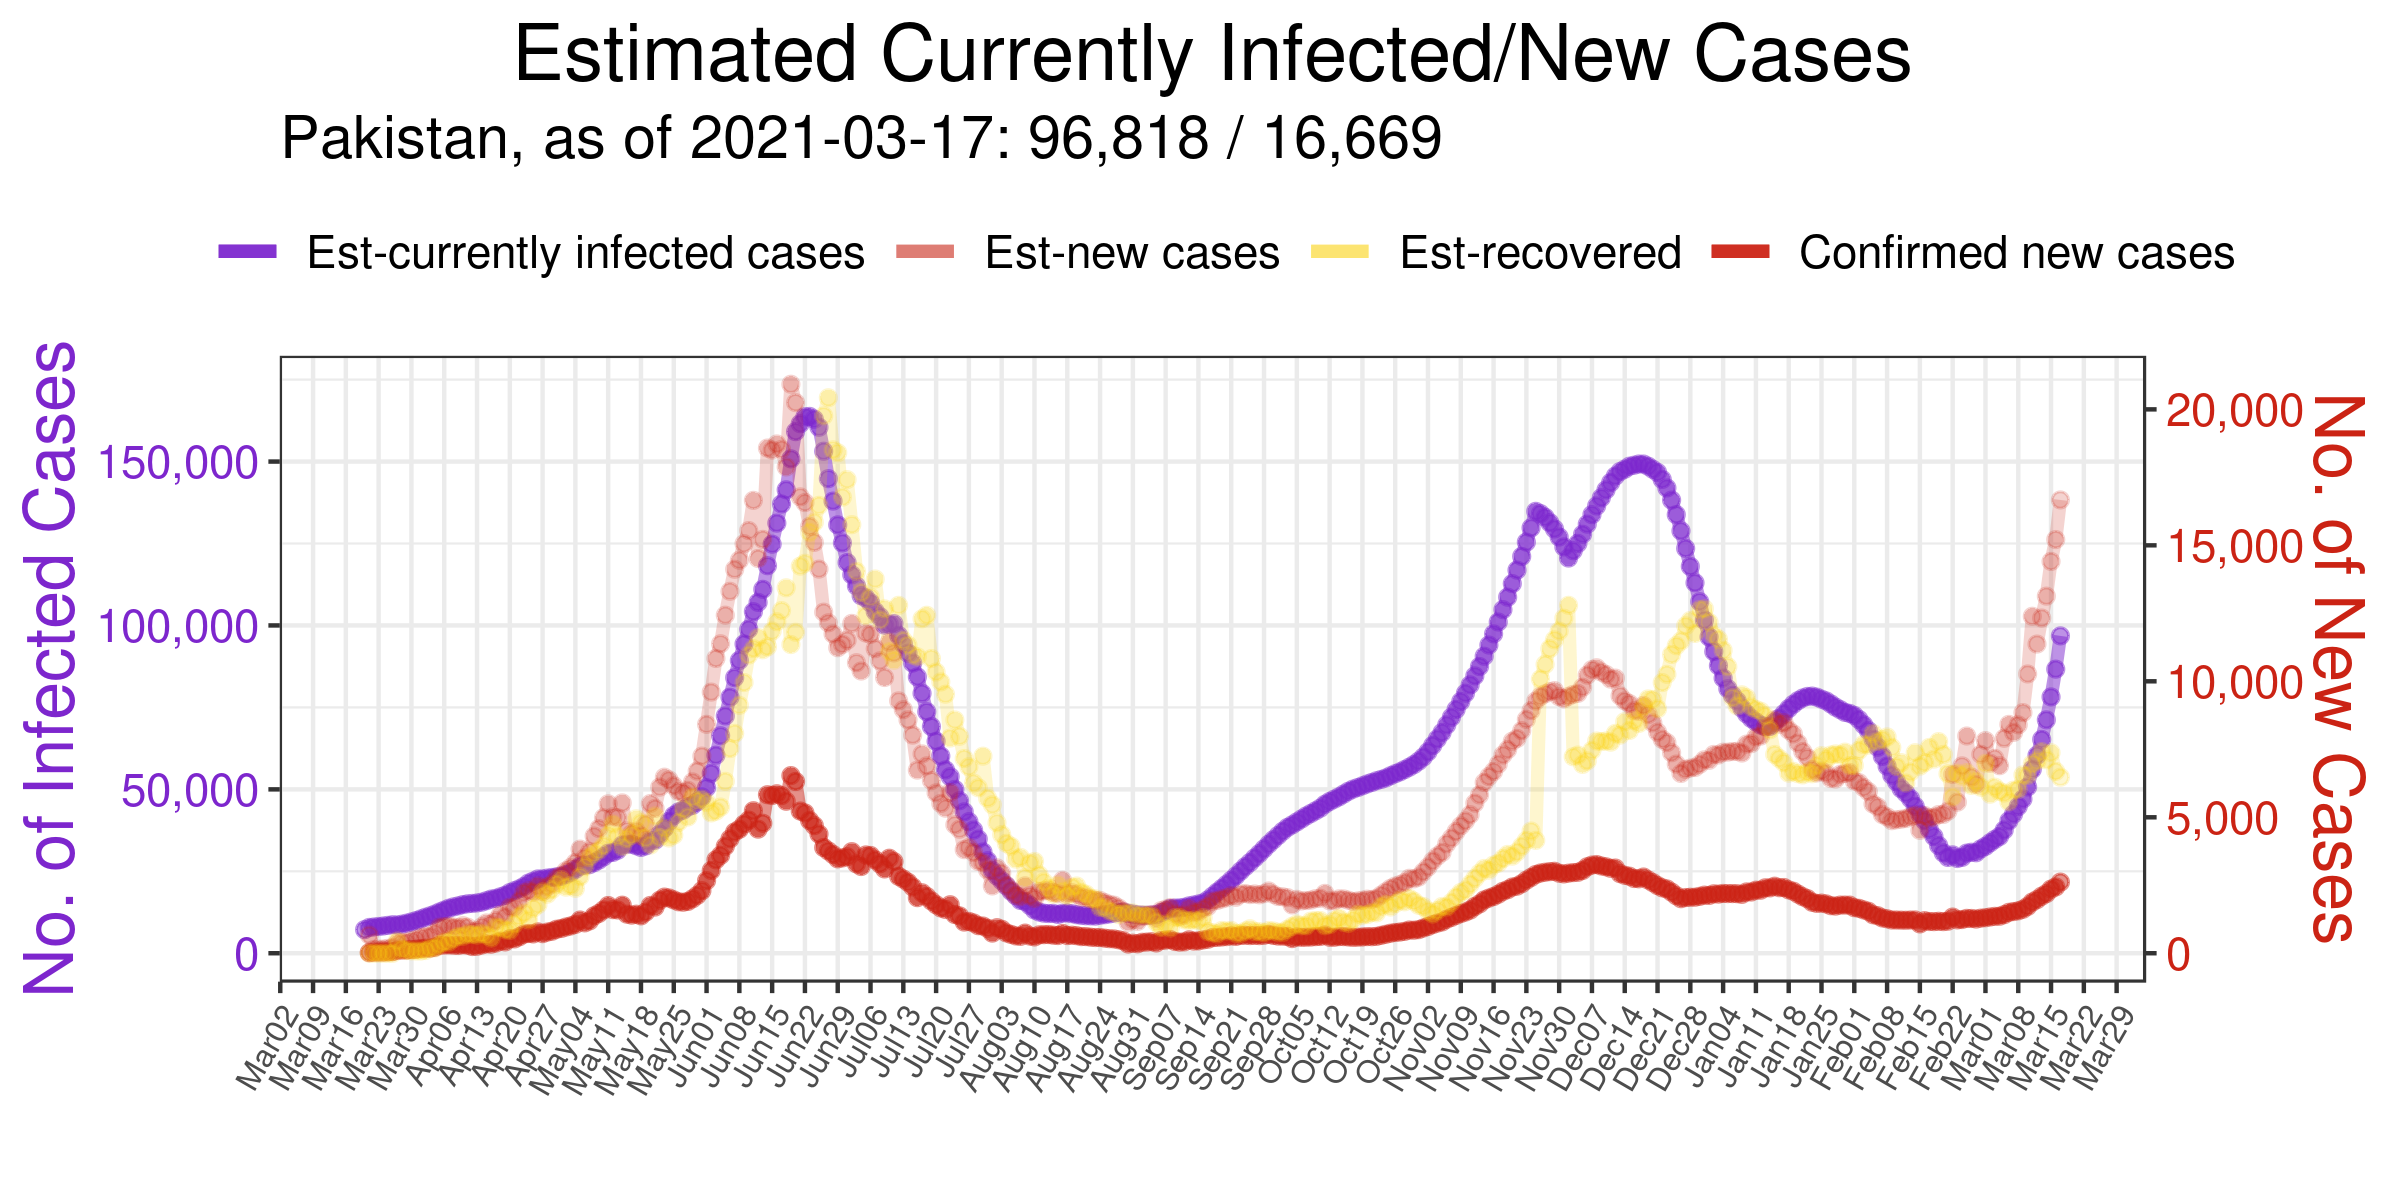 Estimated Currently Infected/New Cases
Pakistan, as of 2021-03-17: 96,818 / 16,669
Est-currently infected cases Est-new cases Est-recovered Confirmed new cases
No. of Infected Cases
150,000
100,000
50,000
0
20,000
15,000
10,000
5,000
0
No. of New Cases
Mar02 Mar09 Mar16 Mar23 Mar30 Apr06 Apr13 Apr20 Apr27 May04 May11 May18 May25 Jun01 Jun08 Jun15 Jun22 Jun29 Jul06 Jul13 Jul20 Jul27 Aug03 Aug10 Aug17 Aug24 Aug31 Sep07 Sep14 Sep21 Sep28 Oct05 Oct12 Oct19 Oct26 Nov02 Nov09 Nov16 Nov23 Nov30 Dec07 Dec14 Dec21 Dec28 Jan04 Jan11 Jan18 Jan25 Feb01 Feb08 Feb15 Feb22 Mar01 Mar08 Mar15 Mar22 Mar29